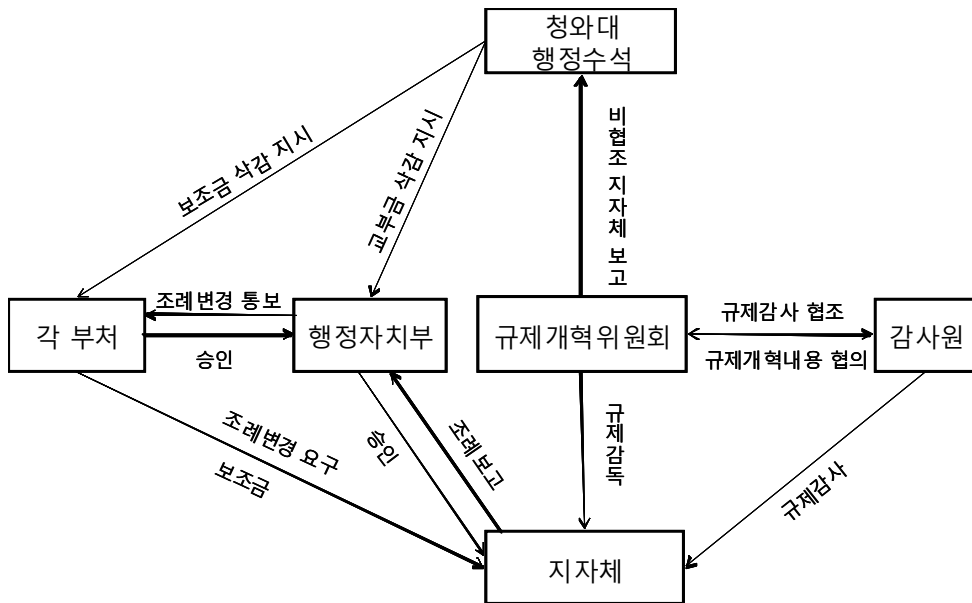 청와대
행정수석
보조금 삭감 지시
교부금 삭감 지시
비협조 지자체 보고
각 부처
조례변경 통보
승인
행정자치부
규제개혁위원회
규제감사 협조
규제개혁내용 협의
감사원
조례변경 요구
보조금
승인
조례보고
규제감독
규제감사
지자체